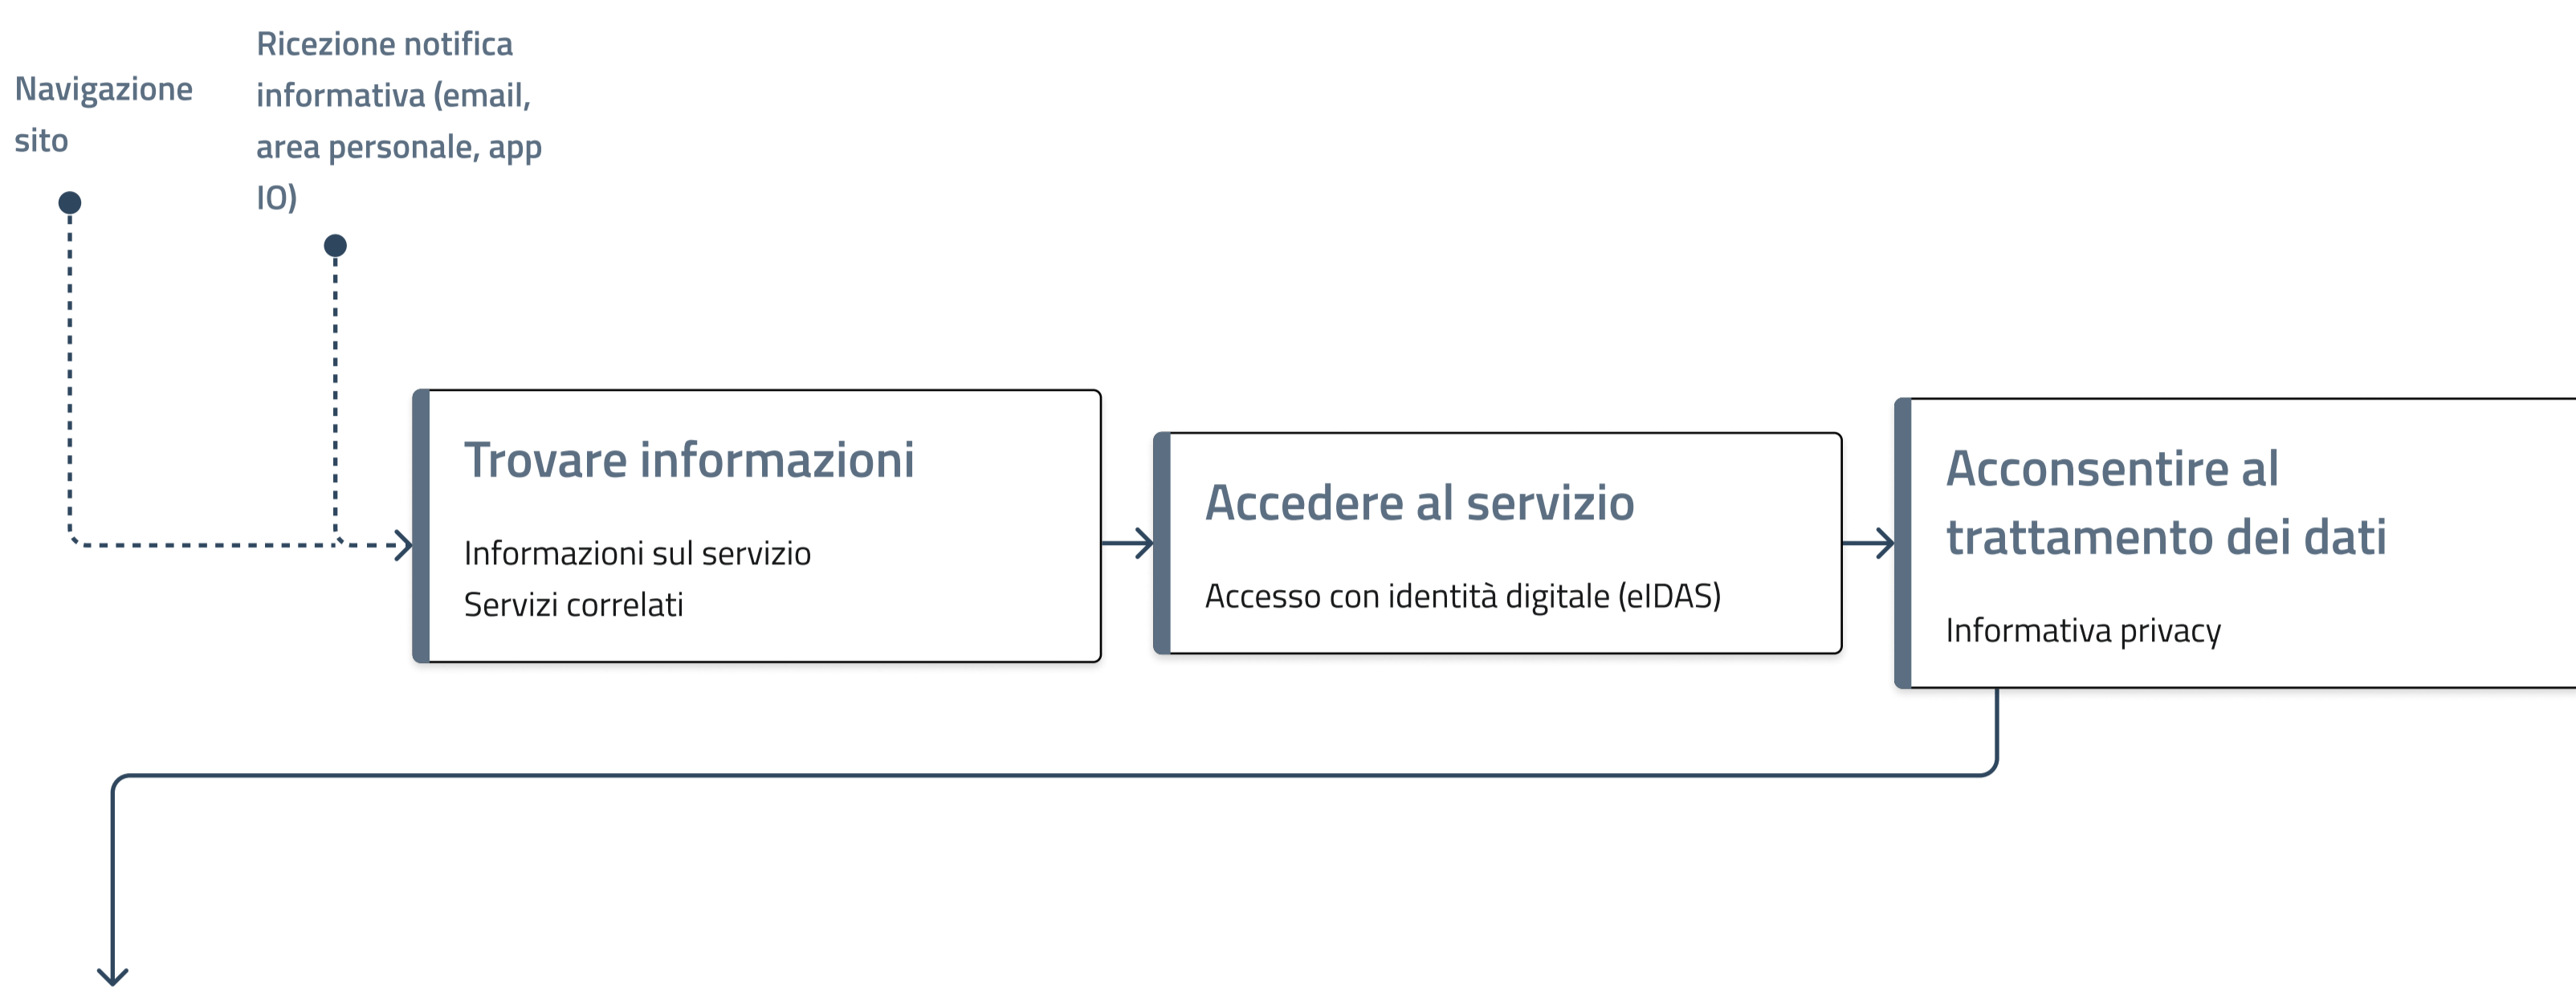 Navigazione
sito
Ricezione notifica
informativa (email,
area personale, app
IO)
Trovare informazioni
Informazioni sul servizio
Servizi correlati
Accedere al servizio
Accesso con identità digitale (eIDAS)
Acconsentire al
trattamento dei dati
Informativa privacy